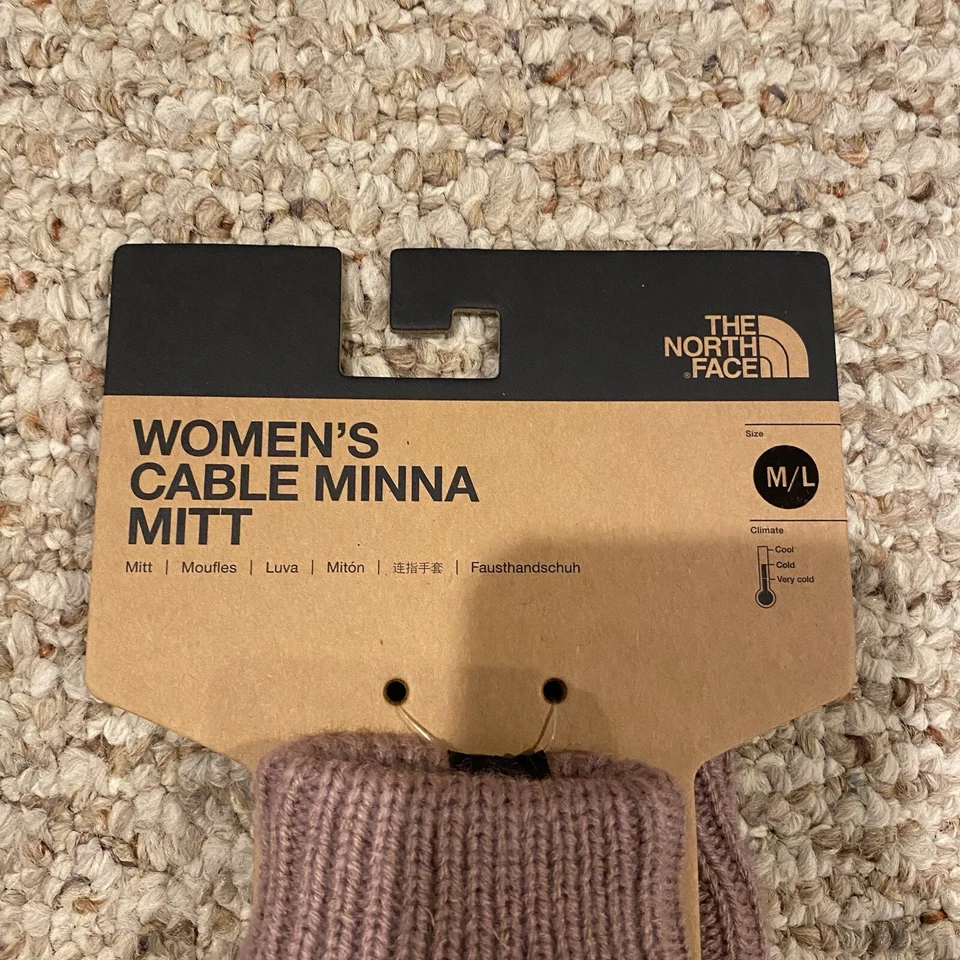 THE
NORTH
®FACE
WOMEN'S
CABLE MINNA
MITT
Mitt | Moufles | Luva | Mitón | 连指手套 | Fausthandschuh
Size
M/L
Climate
Cool
Cold
Very cold